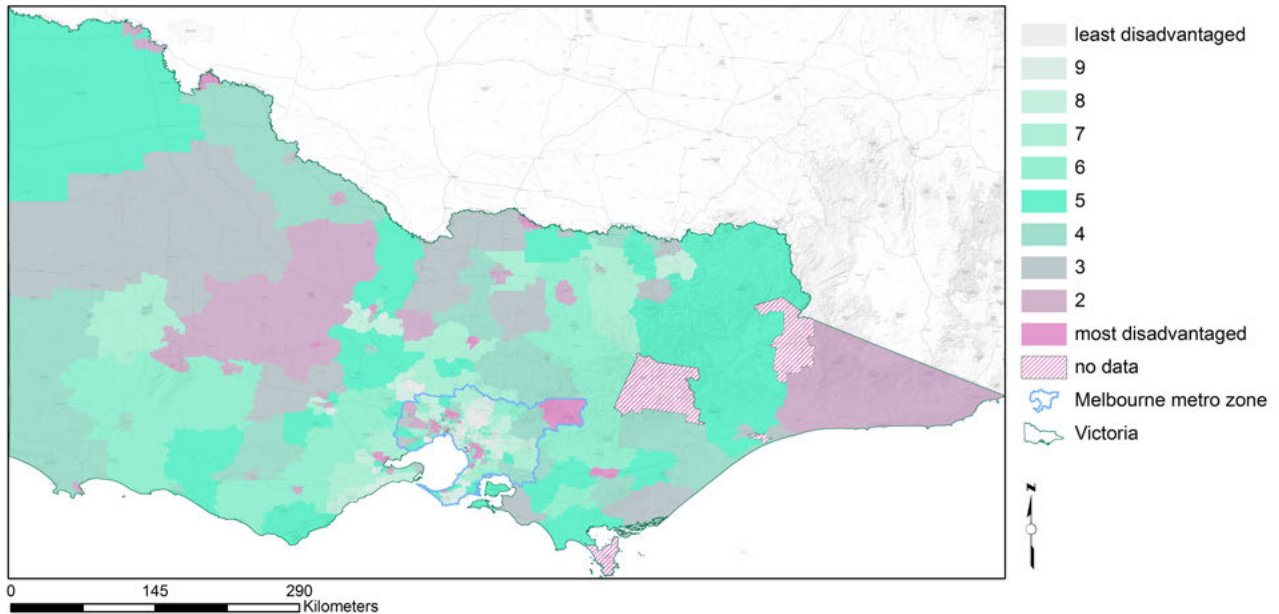 least disadvantaged
9
8
7
6
5
4
3
2
most disadvantaged
no data
Melbourne metro zone
Victoria
N
0 145 290
Kilometers